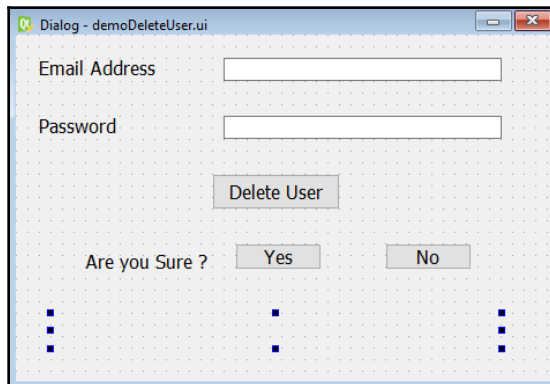 Dialog - demoDeleteUser.ui
Email Address
Password
Delete User
Are you Sure ? Yes No